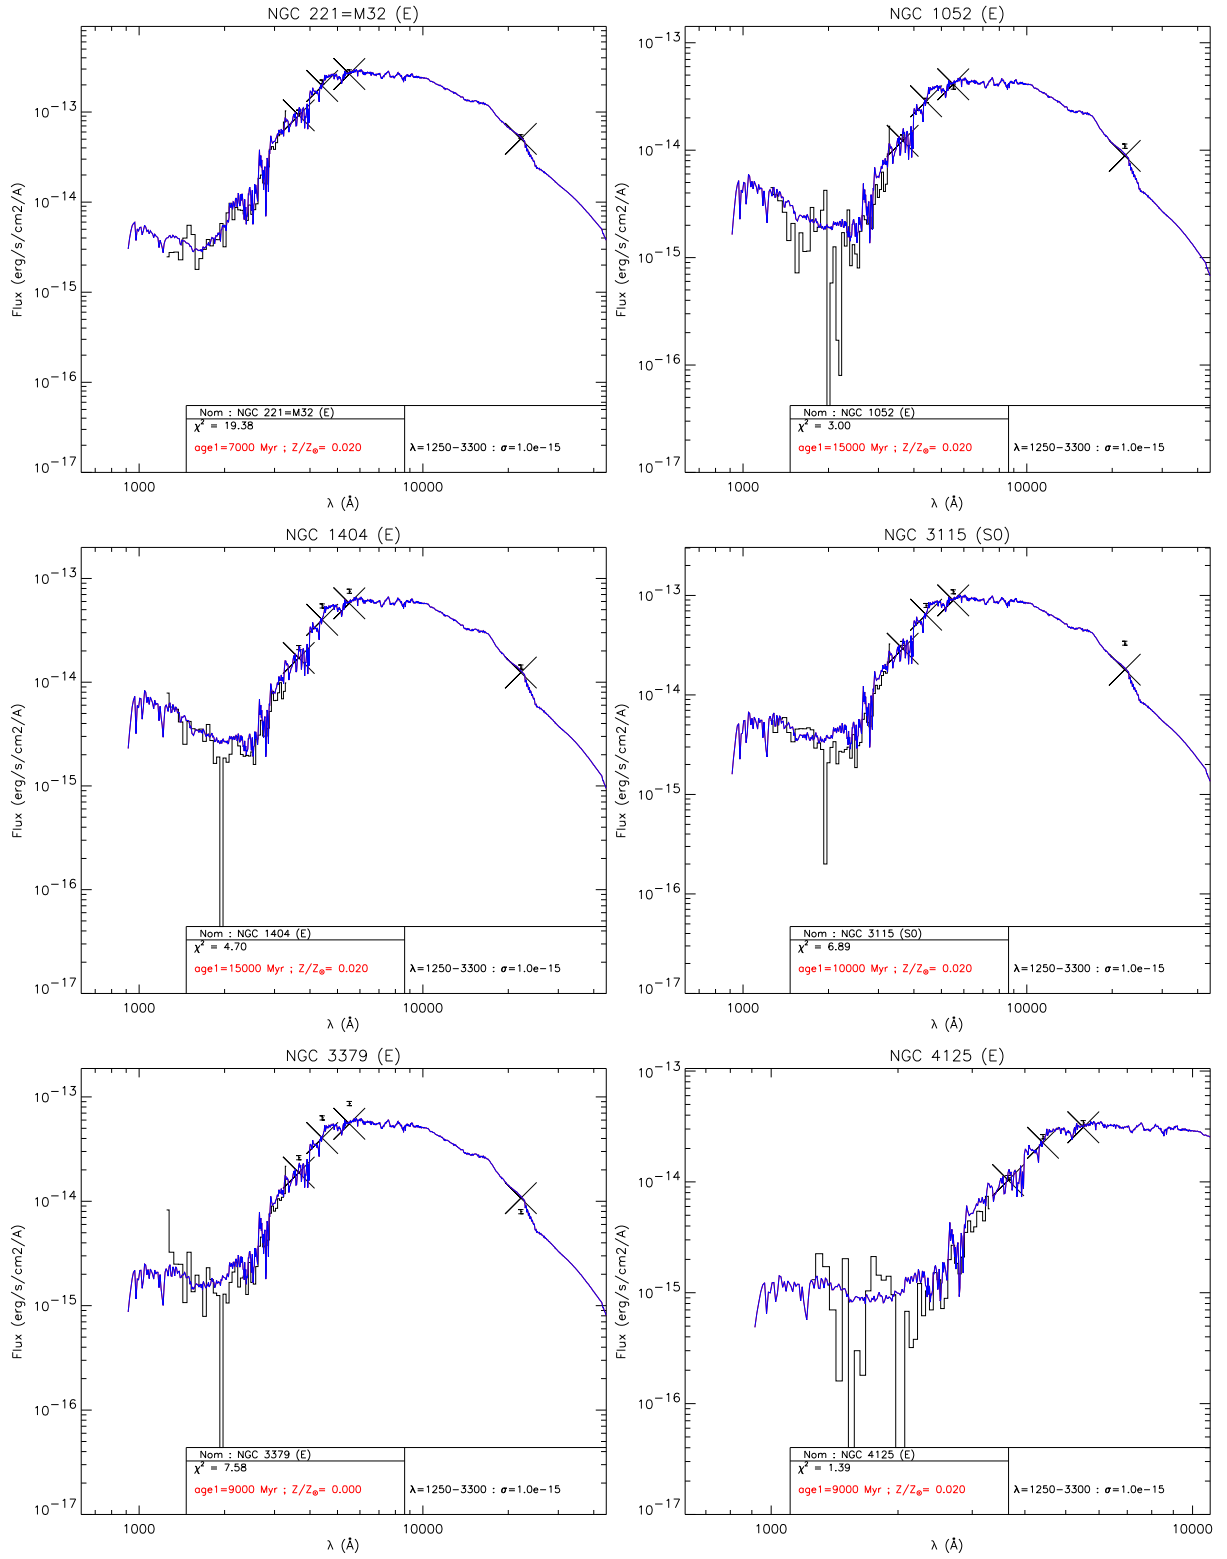 NGC 221=M32 (E)
Flux (erg/s/cm2/A)
10−13
10−14
10−15
10−16
10−17
Nom : NGC 221=M32 (E)
χ2 = 19.38
age1=7000 Myr ; Z/Z⊙= 0.020
λ=1250−3300 : σ=1.0e−15
1000 10000
λ (Å)
NGC 1052 (E)
Flux (erg/s/cm2/A)
10−13
10−14
10−15
10−16
10−17
Nom : NGC 1052 (E)
χ2 = 3.00
age1=15000 Myr ; Z/Z⊙= 0.020
λ=1250−3300 : σ=1.0e−15
1000 10000
λ (Å)
NGC 1404 (E)
Flux (erg/s/cm2/A)
10−13
10−14
10−15
10−16
10−17
Nom : NGC 1404 (E)
χ2 = 4.70
age1=15000 Myr ; Z/Z⊙= 0.020
λ=1250−3300 : σ=1.0e−15
1000 10000
λ (Å)
NGC 3115 (S0)
Flux (erg/s/cm2/A)
10−13
10−14
10−15
10−16
10−17
Nom : NGC 3115 (S0)
χ2 = 6.89
age1=10000 Myr ; Z/Z⊙= 0.020
λ=1250−3300 : σ=1.0e−15
1000 10000
λ (Å)
NGC 3379 (E)
Flux (erg/s/cm2/A)
10−13
10−14
10−15
10−16
10−17
Nom : NGC 3379 (E)
χ2 = 7.58
age1=9000 Myr ; Z/Z⊙= 0.000
λ=1250−3300 : σ=1.0e−15
1000 10000
λ (Å)
NGC 4125 (E)
Flux (erg/s/cm2/A)
10−13
10−14
10−15
10−16
10−17
Nom : NGC 4125 (E)
χ2 = 1.39
age1=9000 Myr ; Z/Z⊙= 0.020
λ=1250−3300 : σ=1.0e−15
1000 10000
λ (Å)